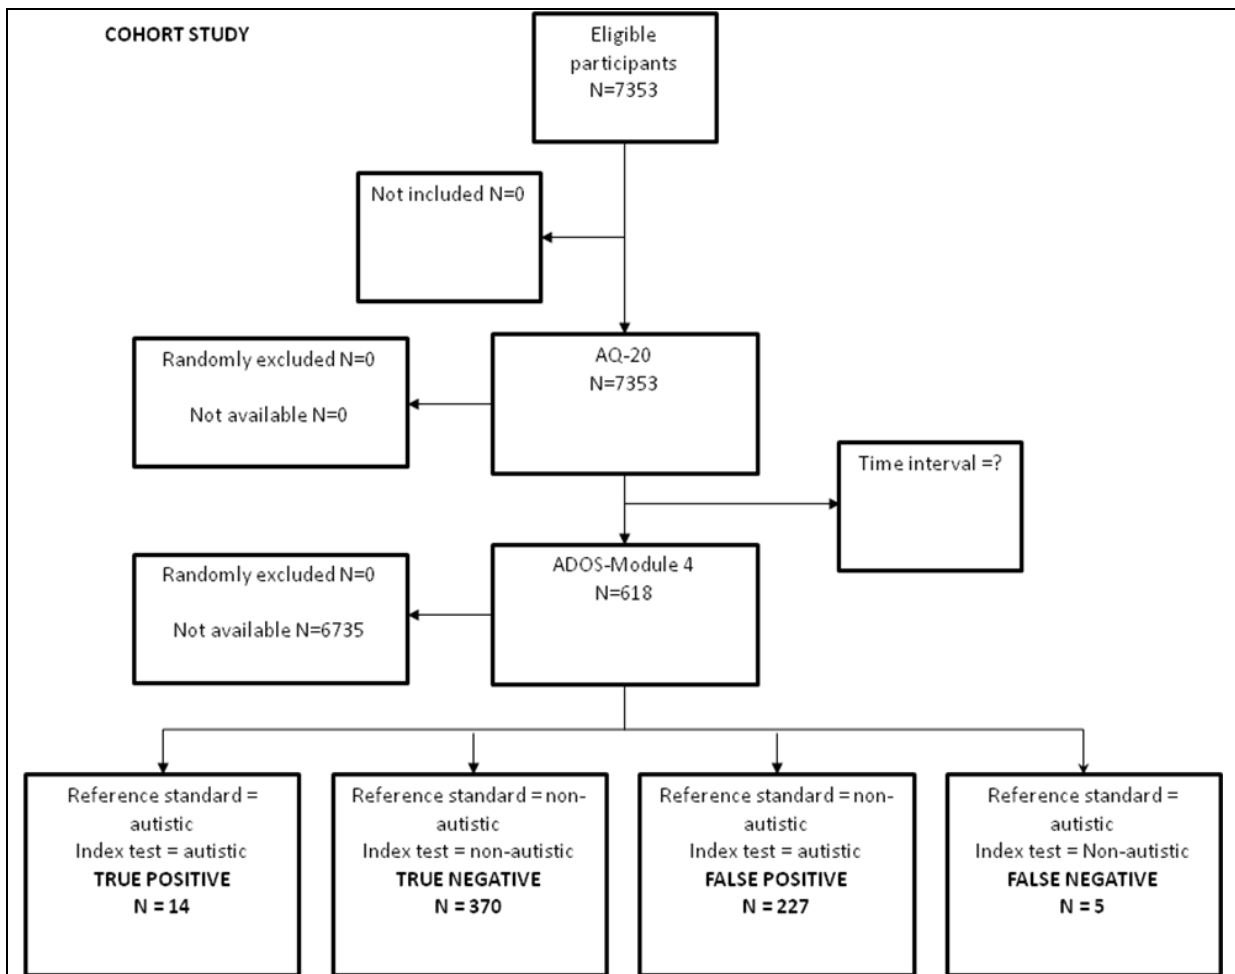 COHORT STUDY
Eligible
participants
N=7353
Not included N=0
Randomly excluded N=0
Not available N=0
AQ-20
N=7353
Time interval =?
Randomly excluded N=0
Not available N=6735
ADOS-Module 4
N=618
Reference standard =
autistic
Index test = autistic
TRUE POSITIVE
N = 14
Reference standard = non-
autistic
Index test = non-autistic
TRUE NEGATIVE
N = 370
Reference standard = non-
autistic
Index test = autistic
FALSE POSITIVE
N = 227
Reference standard =
autistic
Index test = Non-autistic
FALSE NEGATIVE
N = 5